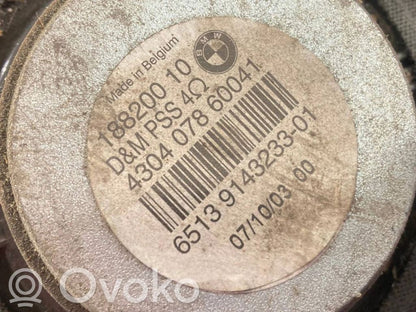 BMW
Made in Belgium
188200 10
D&M PSS 4Ω
4304 078 60041
6513 9143233-01
07/10/03 00
OVOKO